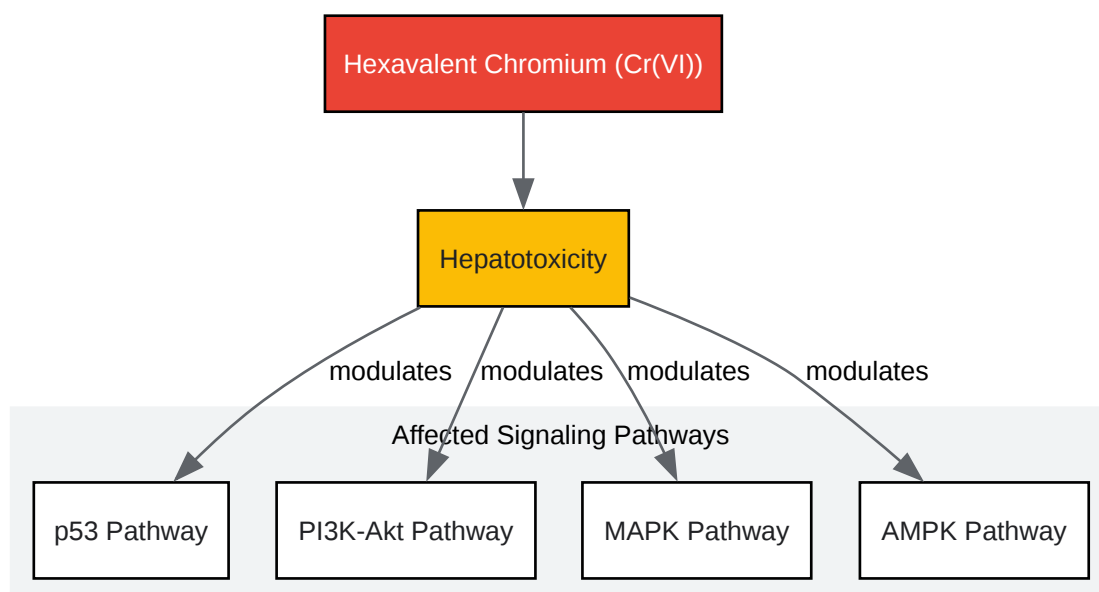 Hexavalent Chromium (Cr(VI))
Hepatotoxicity
modulates
modulates
modulates
modulates
Affected Signaling Pathways
p53 Pathway
PI3K-Akt Pathway
MAPK Pathway
AMPK Pathway